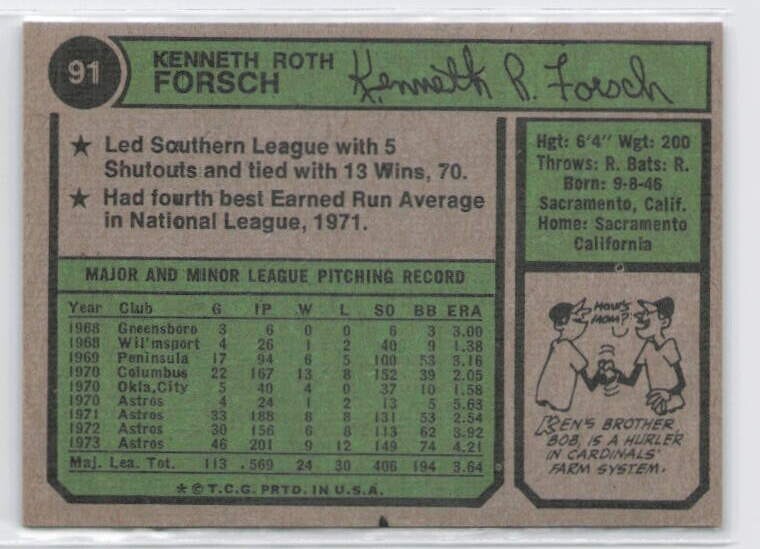 91
KENNETH ROTH
FORSCH
Kenneth R. Forsch
★ Led Southern League with 5
Shutouts and tied with 13 Wins, 70.
★ Had fourth best Earned Run Average
in National League, 1971.
Hgt: 6'4" Wgt: 200
Throws: R. Bats: R.
Born: 9-8-46
Sacramento, Calif.
Home: Sacramento
California
MAJOR AND MINOR LEAGUE PITCHING RECORD
Year Club G IP W L SO BB ERA
1968 Greensboro 3 6 0 0 6 3 3.00
1968 Wil'msport 4 26 1 2 40 9 1.38
1969 Peninsula 17 94 6 5 100 53 3.16
1970 Columbus 22 167 13 8 152 39 2.05
1970 Okla. City 5 40 4 0 37 10 1.58
1970 Astros 4 24 1 2 13 5 5.63
1971 Astros 33 188 8 8 131 53 2.54
1972 Astros 30 156 6 8 113 62 3.92
1973 Astros 46 201 9 12 149 74 4.21
Maj. Lea. Tot. 113 569 24 30 406 194 3.64
* © T.C.G. PRTD. IN U.S.A.
HOW'S
MOM?
KEN'S BROTHER,
BOB, IS A HURLER
IN CARDINALS'
FARM SYSTEM.